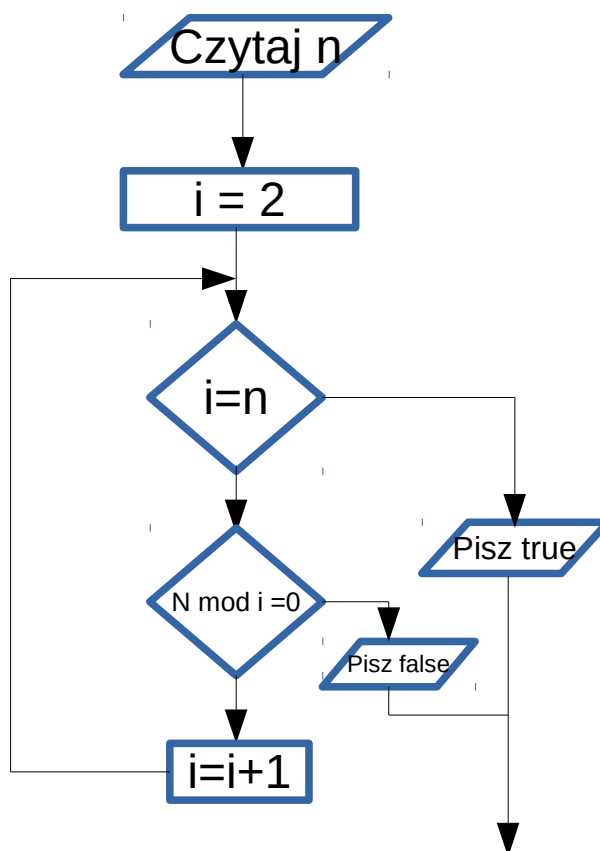 Czytaj n
i = 2
i=n
Pisz true
N mod i =0
Pisz false
i=i+1